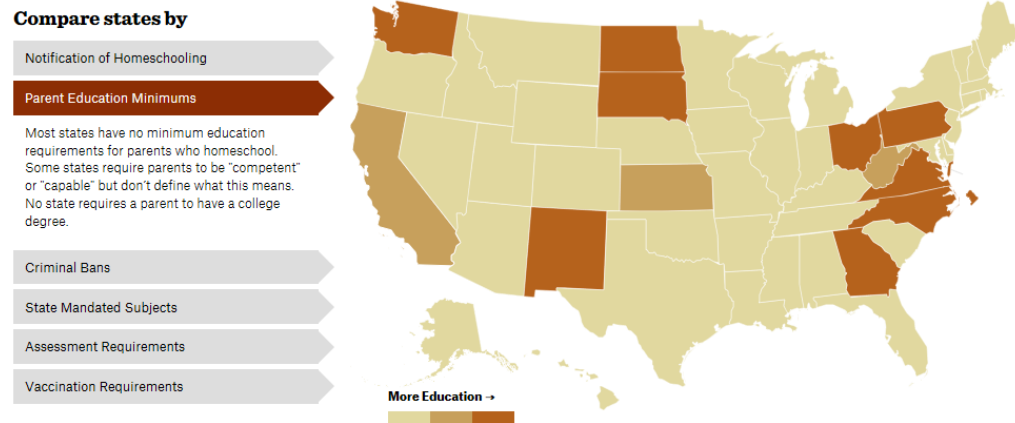 Compare states by
Notification of Homeschooling
Parent Education Minimums
Most states have no minimum education
requirements for parents who homeschool.
Some states require parents to be "competent"
or "capable" but don't define what this means.
No state requires a parent to have a college
degree.
Criminal Bans
State Mandated Subjects
Assessment Requirements
Vaccination Requirements
More Education →